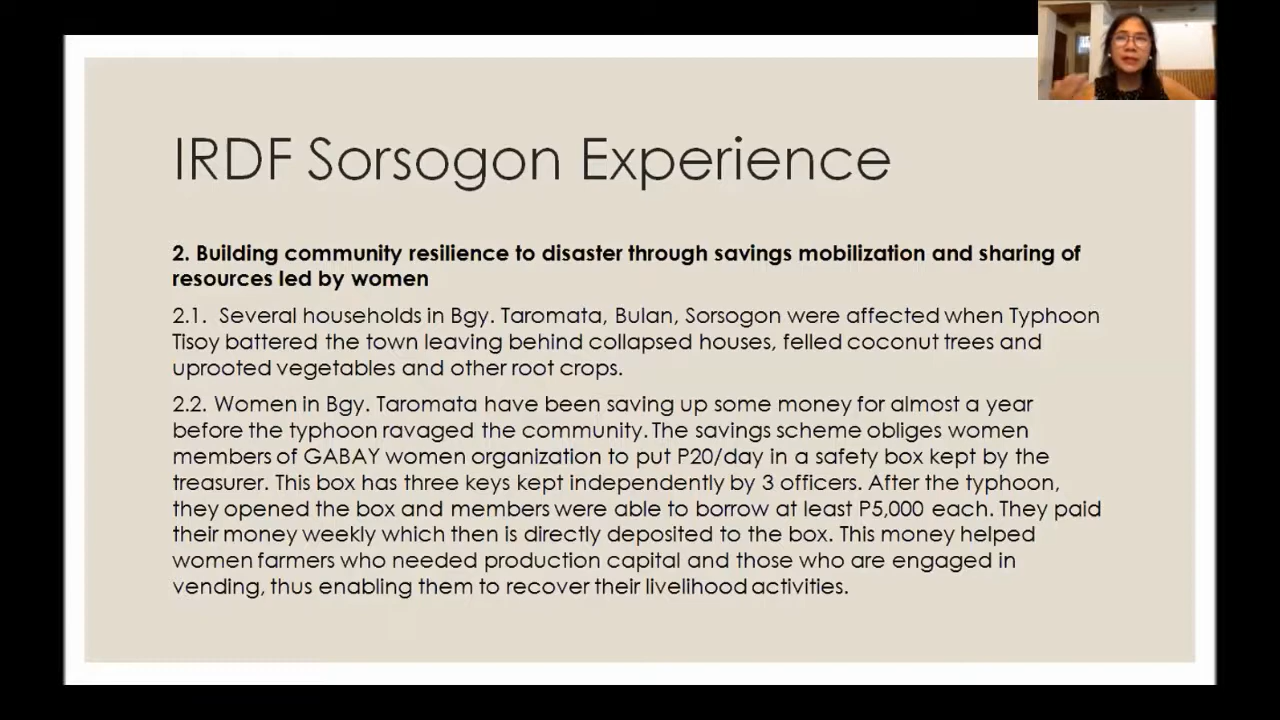 IRDF Sorsogon Experience
2. Building community resilience to disaster through savings mobilization and sharing of
resources led by women
2.1. Several households in Bgy. Taromata, Bulan, Sorsogon were affected when Typhoon
Tisoy battered the town leaving behind collapsed houses, felled coconut trees and
uprooted vegetables and other root crops.
2.2. Women in Bgy. Taromata have been saving up some money for almost a year
before the typhoon ravaged the community. The savings scheme obliges women
members of GABAY women organization to put P20/day in a safety box kept by the
treasurer. This box has three keys kept independently by 3 officers. After the typhoon,
they opened the box and members were able to borrow at least P5,000 each. They paid
their money weekly which then is directly deposited to the box. This money helped
women farmers who needed production capital and those who are engaged in
vending, thus enabling them to recover their livelihood activities.